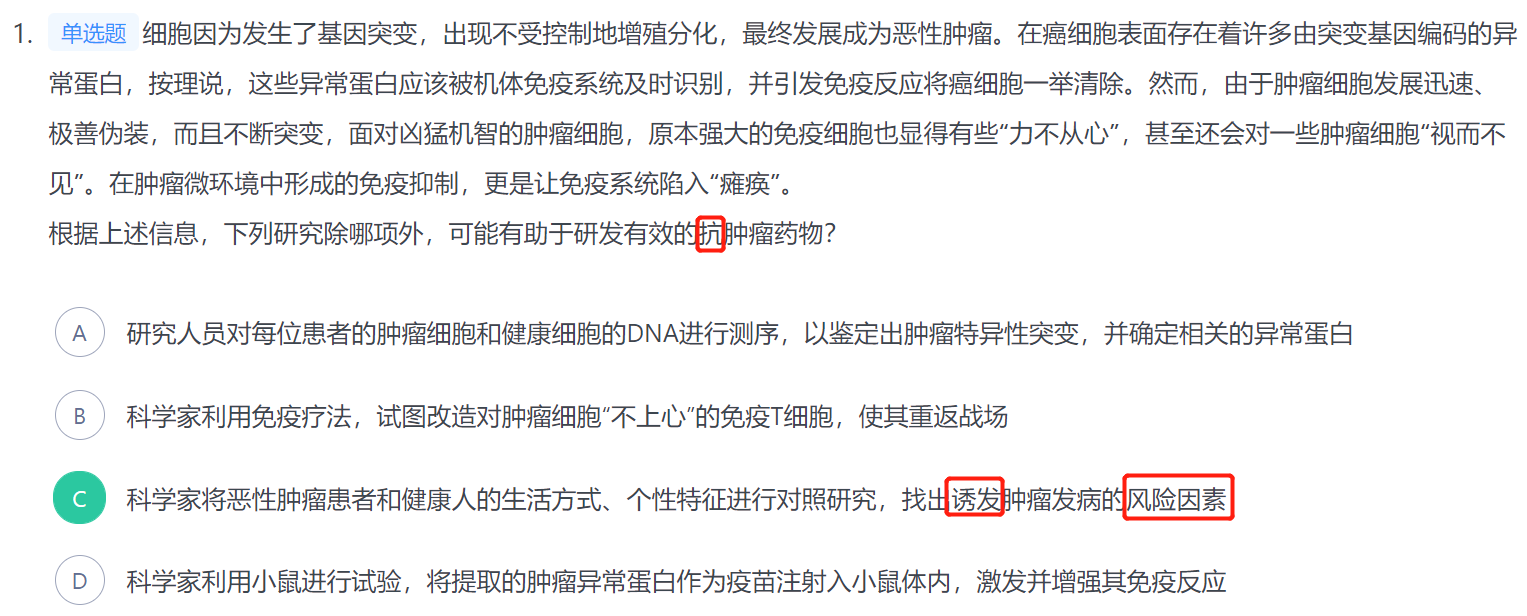 1. 单选题 细胞因为发生了基因突变，出现不受控制地增殖分化，最终发展成为恶性肿瘤。在癌细胞表面存在着许多由突变基因编码的异
常蛋白，按理说，这些异常蛋白应该被机体免疫系统及时识别，并引发免疫反应将癌细胞一举清除。然而，由于肿瘤细胞发展迅速、
极善伪装，而且不断突变，面对凶猛机智的肿瘤细胞，原本强大的免疫细胞也显得有些“力不从心”，甚至还会对一些肿瘤细胞“视而不
见”。在肿瘤微环境中形成的免疫抑制，更是让免疫系统陷入“瘫痪”。
根据上述信息，下列研究除哪项外，可能有助于研发有效的抗肿瘤药物？
A 研究人员对每位患者的肿瘤细胞和健康细胞的DNA进行测序，以鉴定出肿瘤特异性突变，并确定相关的异常蛋白
B 科学家利用免疫疗法，试图改造对肿瘤细胞“不上心”的免疫T细胞，使其重返战场
C 科学家将恶性肿瘤患者和健康人的生活方式、个性特征进行对照研究，找出诱发肿瘤发病的风险因素
D 科学家利用小鼠进行试验，将提取的肿瘤异常蛋白作为疫苗注射入小鼠体内，激发并增强其免疫反应